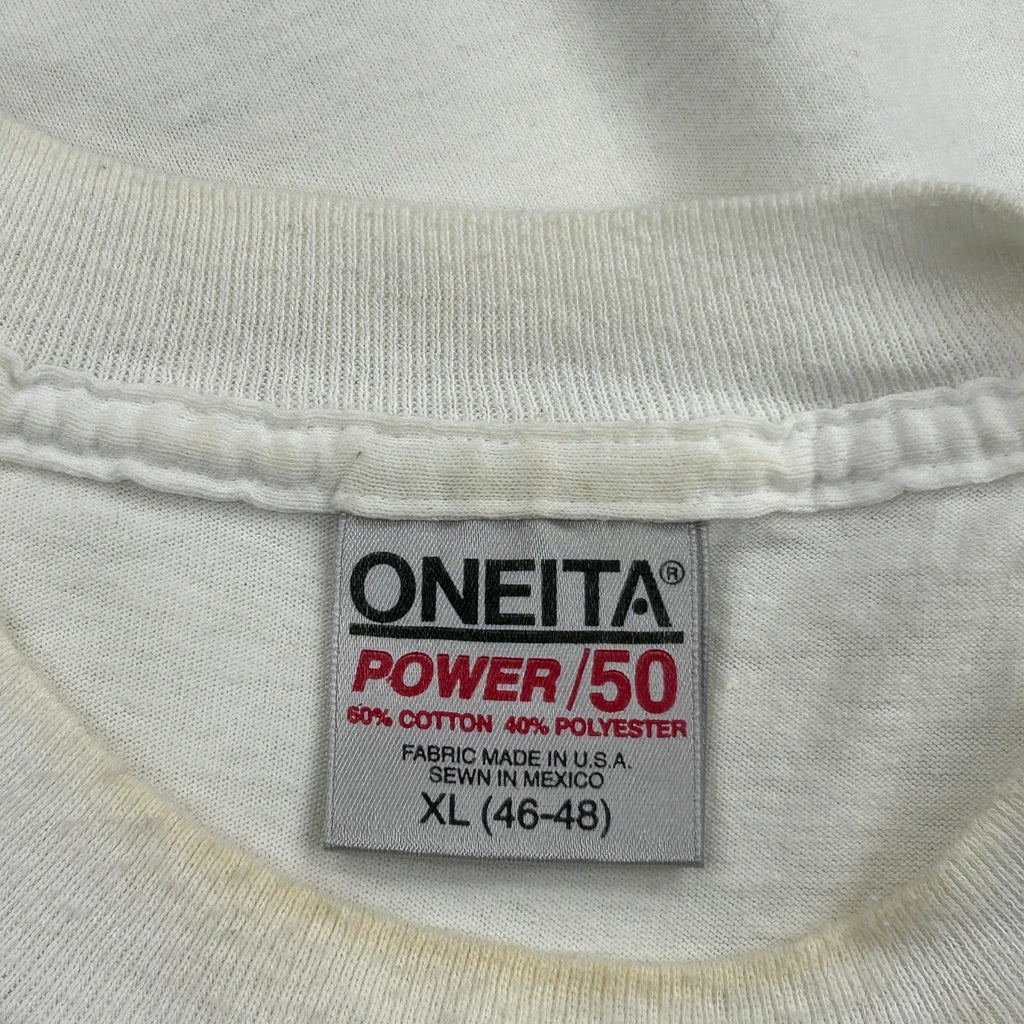 ONEITA®
POWER/50
60% COTTON 40% POLYESTER
FABRIC MADE IN U.S.A.
SEWN IN MEXICO
XL (46-48)